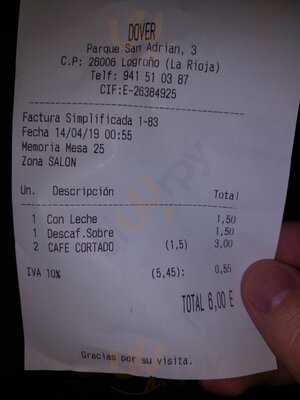 DOVER
Parque San Adrian, 3
C.P: 26006 Logroño (La Rioja)
Telf: 941 51 03 87
CIF:E-26384925
Factura Simplificada 1-83
Fecha 14/04/19 00:55
Memoria Mesa 25
Zona SALON
Un. Descripción Total
1 Con Leche 1,50
1 Descaf.Sobre 1,50
2 CAFE CORTADO (1,5) 3,00
IVA 10% (5,45): 0,55
TOTAL 6,00 E
Gracias por su visita.